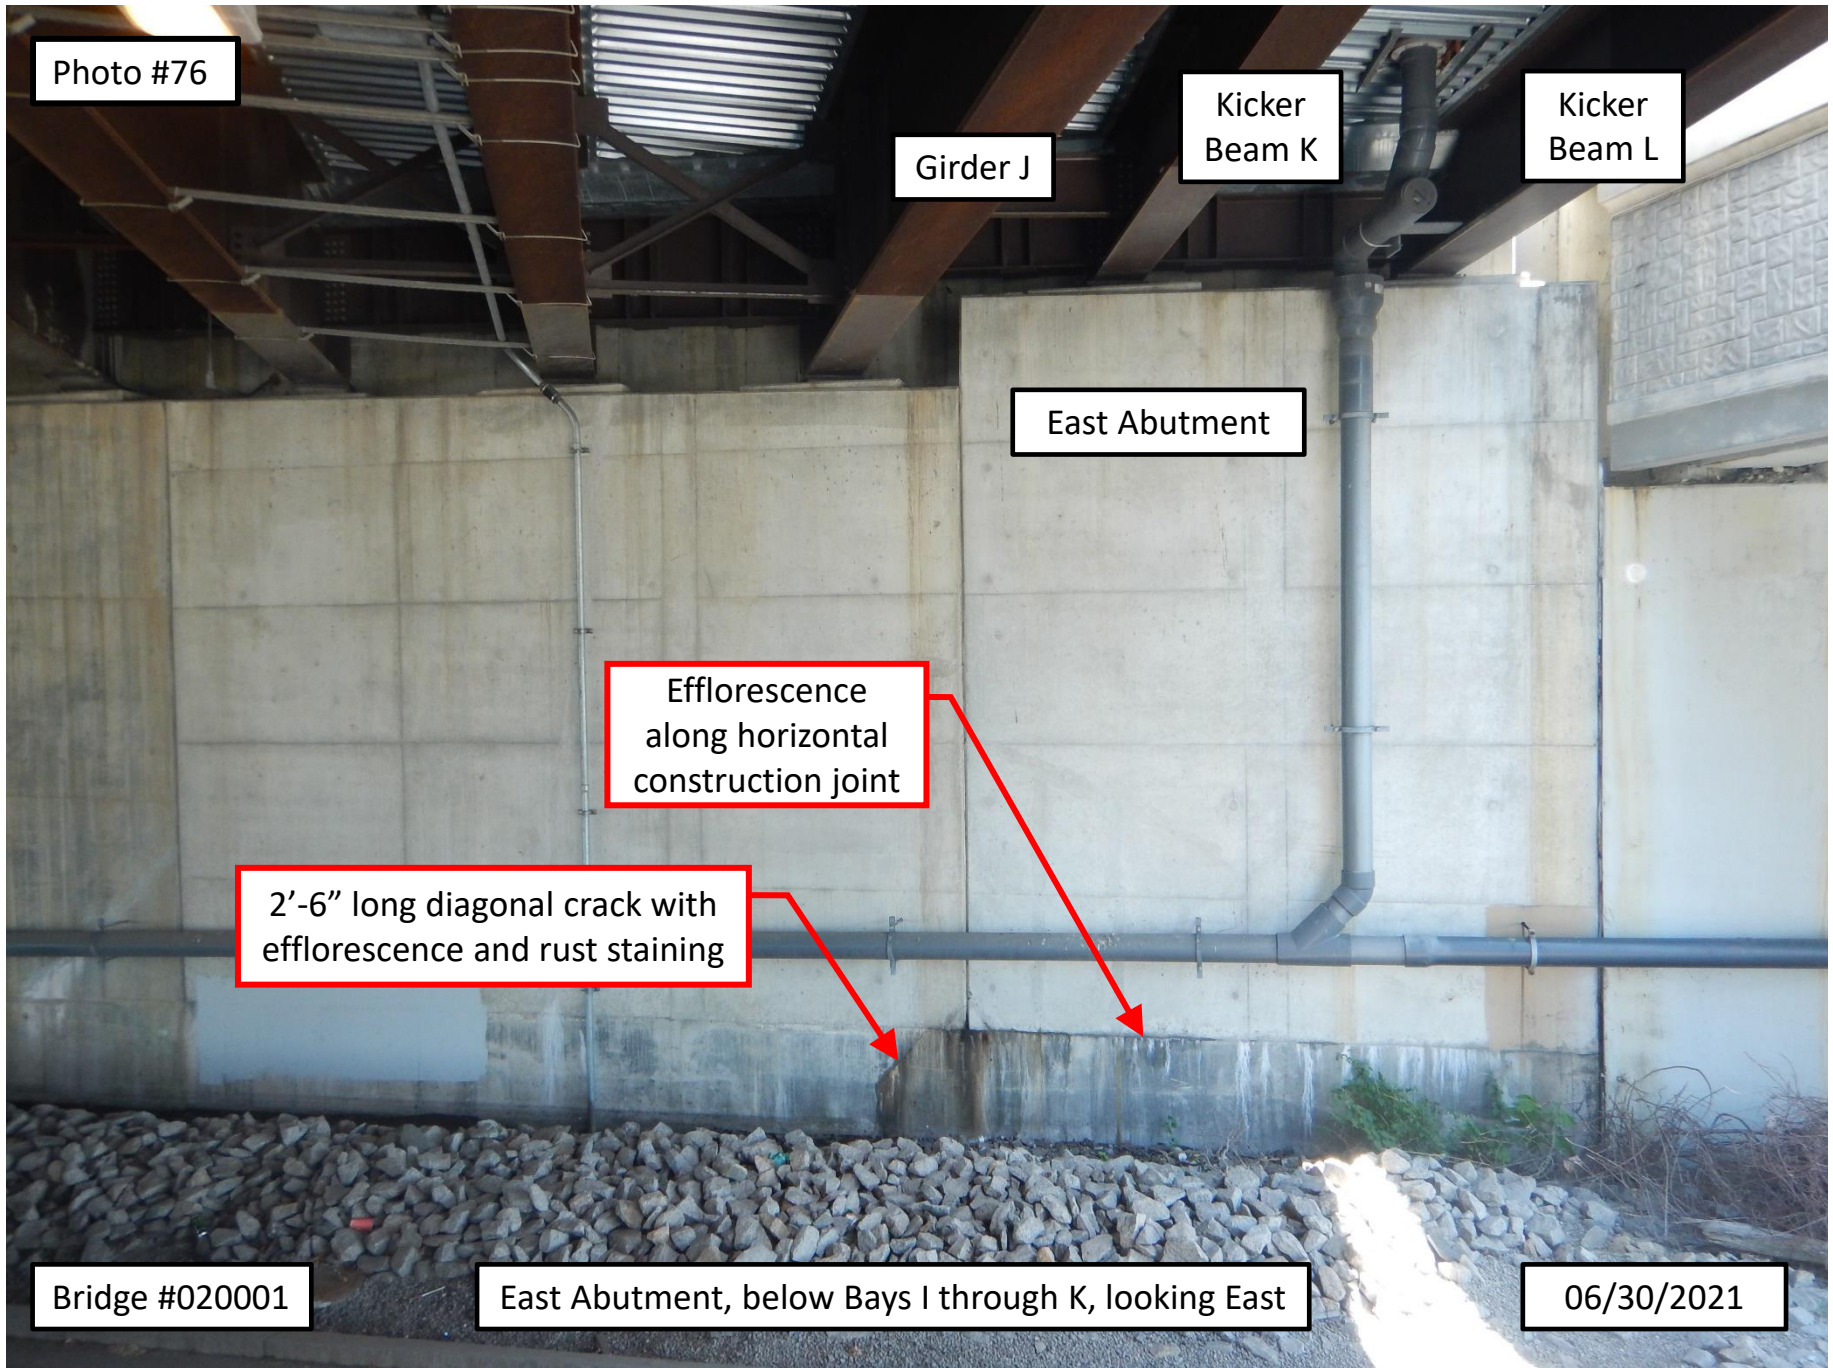 Photo #76
Kicker
Beam K
Kicker
Beam L
Girder J
East Abutment
Efflorescence
along horizontal
construction joint
2’-6” long diagonal crack with
efflorescence and rust staining
Bridge #020001
East Abutment, below Bays I through K, looking East
06/30/2021